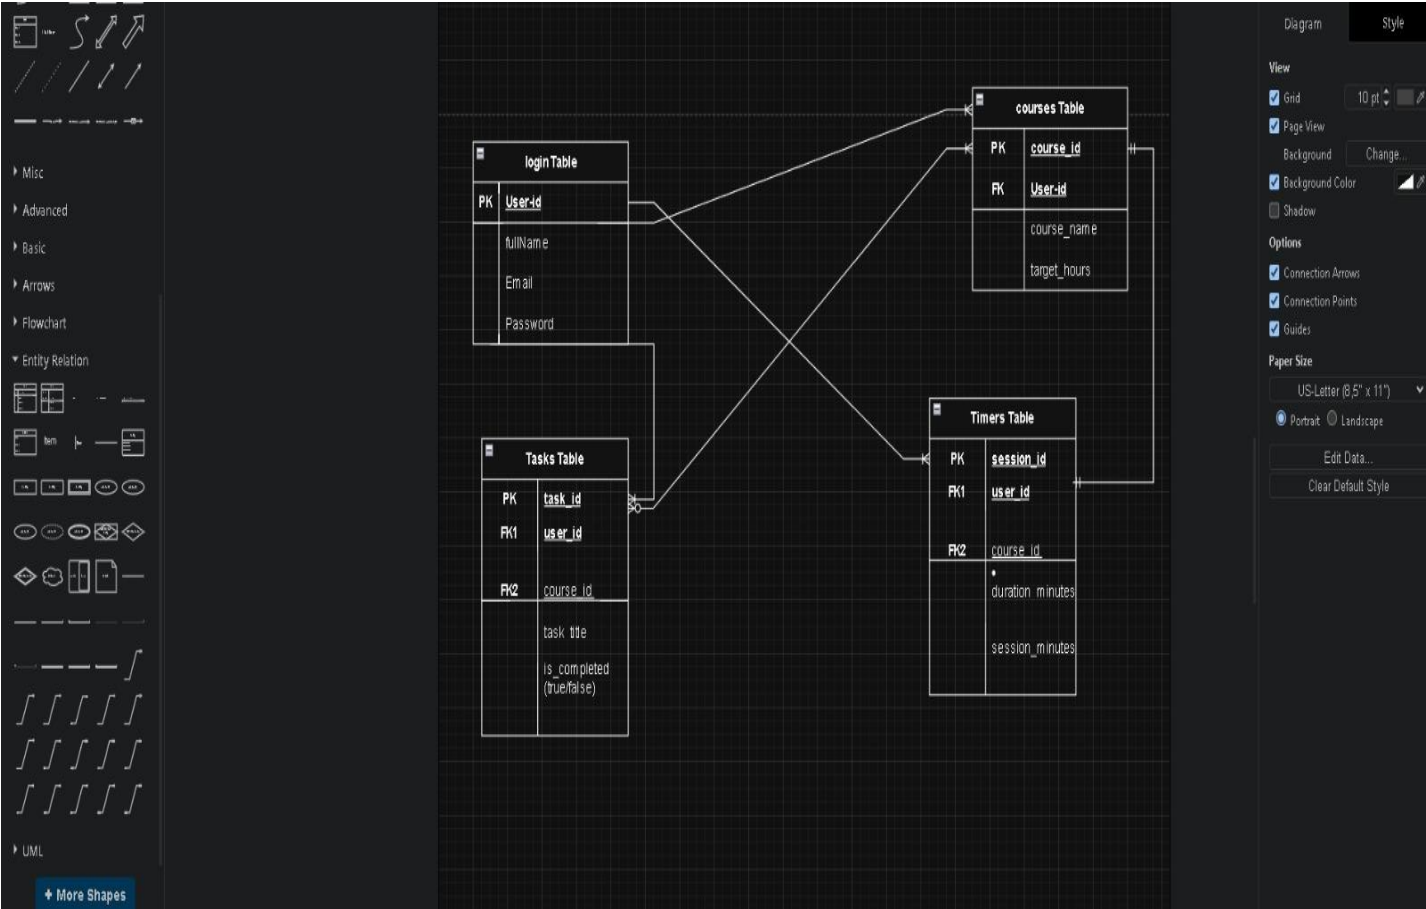 Misc
Advanced
Basic
Arrows
Flowchart
Entity Relation
Item
UML
+ More Shapes
login Table
PK User-id
fullName
Email
Password
courses Table
PK course_id
FK User-id
course_name
target_hours
Tasks Table
PK task_id
FK1 user_id
FK2 course_id
task title
is_completed
(true/false)
Timers Table
PK session_id
FK1 user_id
FK2 course_id
duration minutes
session_minutes
Diagram Style
View
Grid 10 pt
Page View
Background Change...
Background Color
Shadow
Options
Connection Arrows
Connection Points
Guides
Paper Size
US-Letter (8,5" x 11")
Portrait Landscape
Edit Data...
Clear Default Style